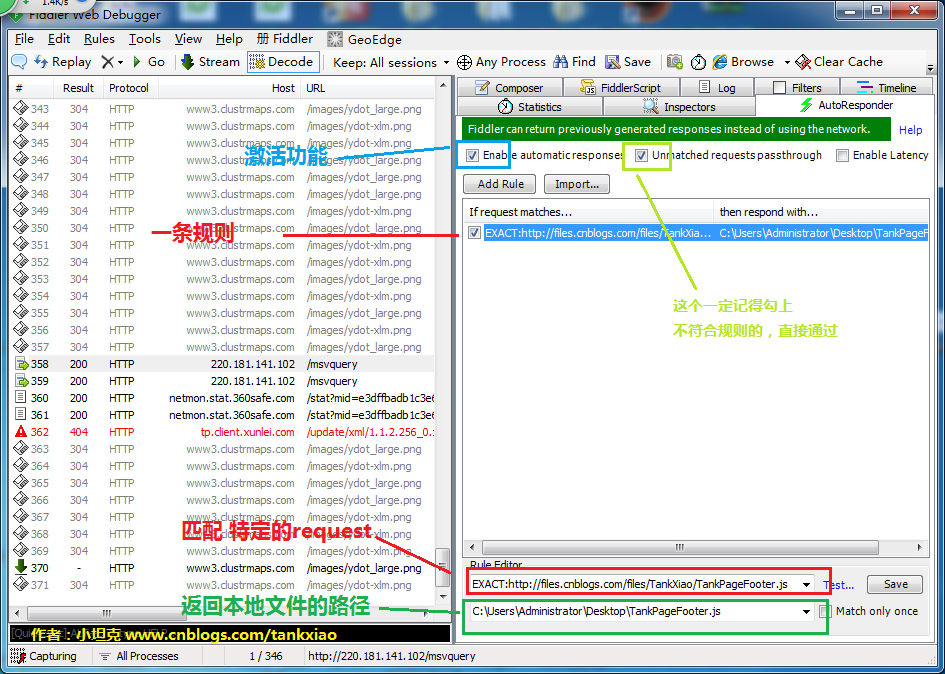 1.4K/s
Fiddler Web Debugger
File Edit Rules Tools View Help 册 Fiddler GeoEdge
Replay Go Stream Decode Keep: All sessions Any Process Find Save Browse Clear Cache
# Result Protocol Host URL
343 304 HTTP www3.clustrmaps.com /images/ydot_large.png
344 304 HTTP www3.clustrmaps.com /images/ydot-xlm.png
345 304 HTTP www3.clustrmaps.com /images/ydot_large.png
346 304 HTTP www3.clustrmaps.com /images/ydot-xlm.png
347 304 HTTP www3.clustrmaps.com /images/ydot_large.png
348 304 HTTP www3.clustrmaps.com /images/ydot_large.png
349 304 HTTP www3.clustrmaps.com /images/ydot-xlm.png
350 304 HTTP www3.clustrmaps.com /images/ydot_large.png
351 304 HTTP www3.clustrmaps.com /images/ydot-xlm.png
352 304 HTTP www3.clustrmaps.com /images/ydot-xlm.png
353 304 HTTP www3.clustrmaps.com /images/ydot_large.png
354 304 HTTP www3.clustrmaps.com /images/ydot-xlm.png
355 304 HTTP www3.clustrmaps.com /images/ydot_large.png
356 304 HTTP www3.clustrmaps.com /images/ydot-xlm.png
357 304 HTTP www3.clustrmaps.com /images/ydot_large.png
358 200 HTTP 220.181.141.102 /msvquery
359 200 HTTP 220.181.141.102 /msvquery
360 200 HTTP netmon.stat.360safe.com /stat?mid=e3dffbadb1c3e6
361 200 HTTP netmon.stat.360safe.com /stat?mid=e3dffbadb1c3e6
362 404 HTTP tp.client.xunlei.com /update/xml/1.1.2.256_0.
363 304 HTTP www3.clustrmaps.com /images/ydot_large.png
364 304 HTTP www3.clustrmaps.com /images/ydot-xlm.png
365 304 HTTP www3.clustrmaps.com /images/ydot_large.png
366 304 HTTP www3.clustrmaps.com /images/ydot_large.png
367 304 HTTP www3.clustrmaps.com /images/ydot-xlm.png
368 304 HTTP www3.clustrmaps.com /images/ydot-xlm.png
369 304 HTTP www3.clustrmaps.com /images/ydot-xlm.png
370 - HTTP www3.clustrmaps.com /images/ydot_large.png
371 304 HTTP www3.clustrmaps.com /images/ydot-xlm.png
激活功能
一条规则
匹配 特定的request
返回本地文件的路径
作者：小坦克 www.cnblogs.com/tankxiao
Composer FiddlerScript Log Filters Timeline
Statistics Inspectors AutoResponder
Fiddler can return previously generated responses instead of using the network. Help
Enable automatic responses Unmatched requests passthrough Enable Latency
Add Rule Import...
If request matches... then respond with...
EXACT:http://files.cnblogs.com/files/TankXia... C:\Users\Administrator\Desktop\TankPageF
这个一定记得勾上
不符合规则的，直接通过
Rule Editor
EXACT:http://files.cnblogs.com/files/TankXiao/TankPageFooter.js Test... Save
C:\Users\Administrator\Desktop\TankPageFooter.js Match only once
Capturing All Processes 1 / 346 http://220.181.141.102/msvquery